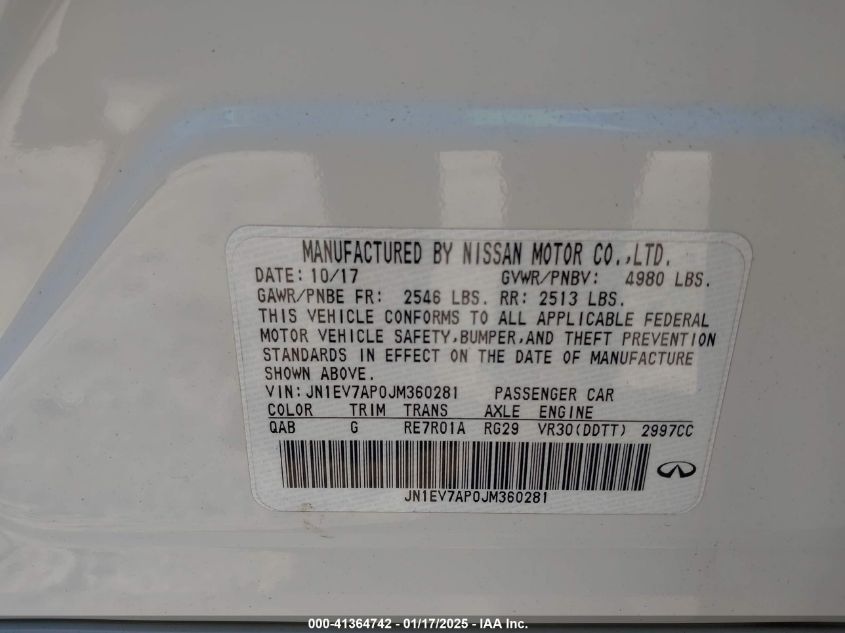 MANUFACTURED BY NISSAN MOTOR CO.,LTD.
DATE: 10/17 GVWR/PNBV: 4980 LBS.
GAWR/PNBE FR: 2546 LBS. RR: 2513 LBS.
THIS VEHICLE CONFORMS TO ALL APPLICABLE FEDERAL
MOTOR VEHICLE SAFETY,BUMPER,AND THEFT PREVENTION
STANDARDS IN EFFECT ON THE DATE OF MANUFACTURE
SHOWN ABOVE.
VIN: JN1EV7AP0JM360281 PASSENGER CAR
COLOR TRIM TRANS AXLE ENGINE
QAB G RE7R01A RG29 VR30(DDTT) 2997CC
JN1EV7AP0JM360281
000-41364742 - 01/17/2025 - IAA Inc.